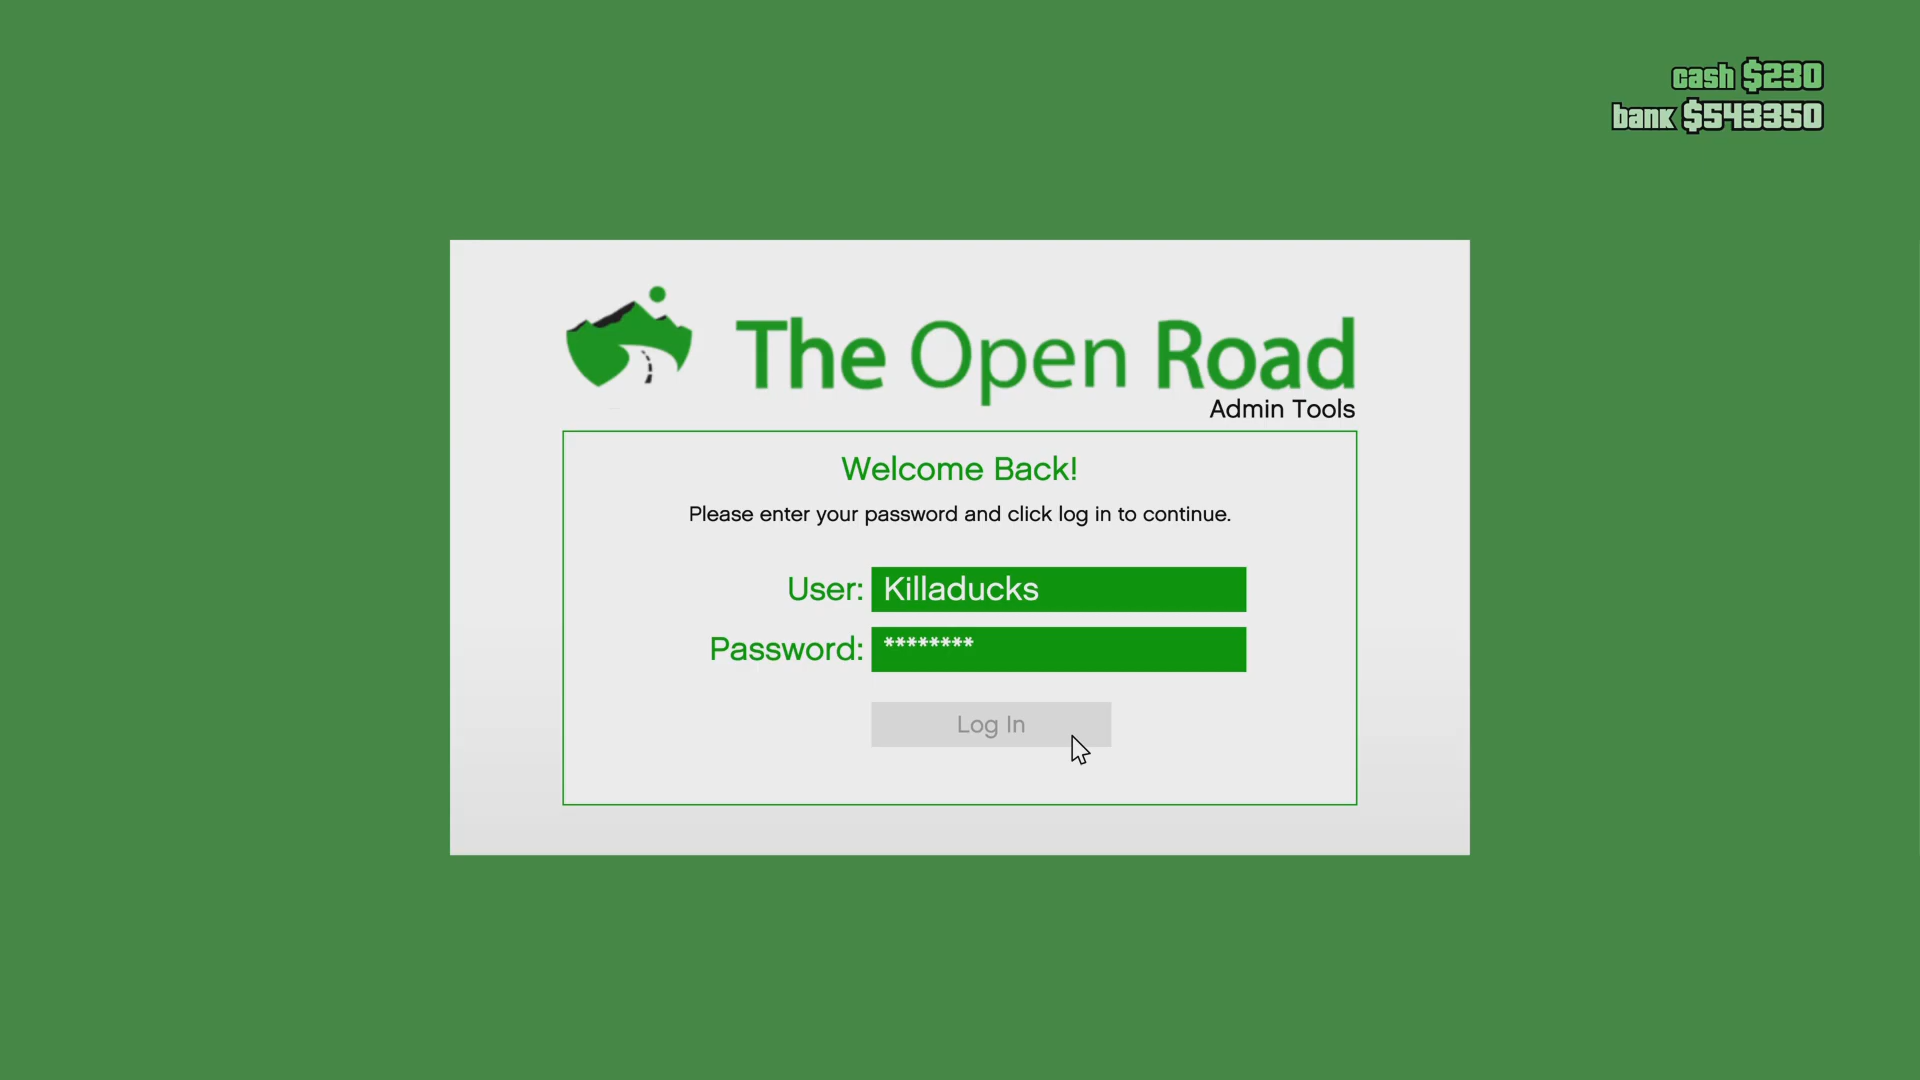 cash $230
bank $543350
The Open Road
Admin Tools
Welcome Back!
Please enter your password and click log in to continue.
User: Killaducks
Password: ********
Log In